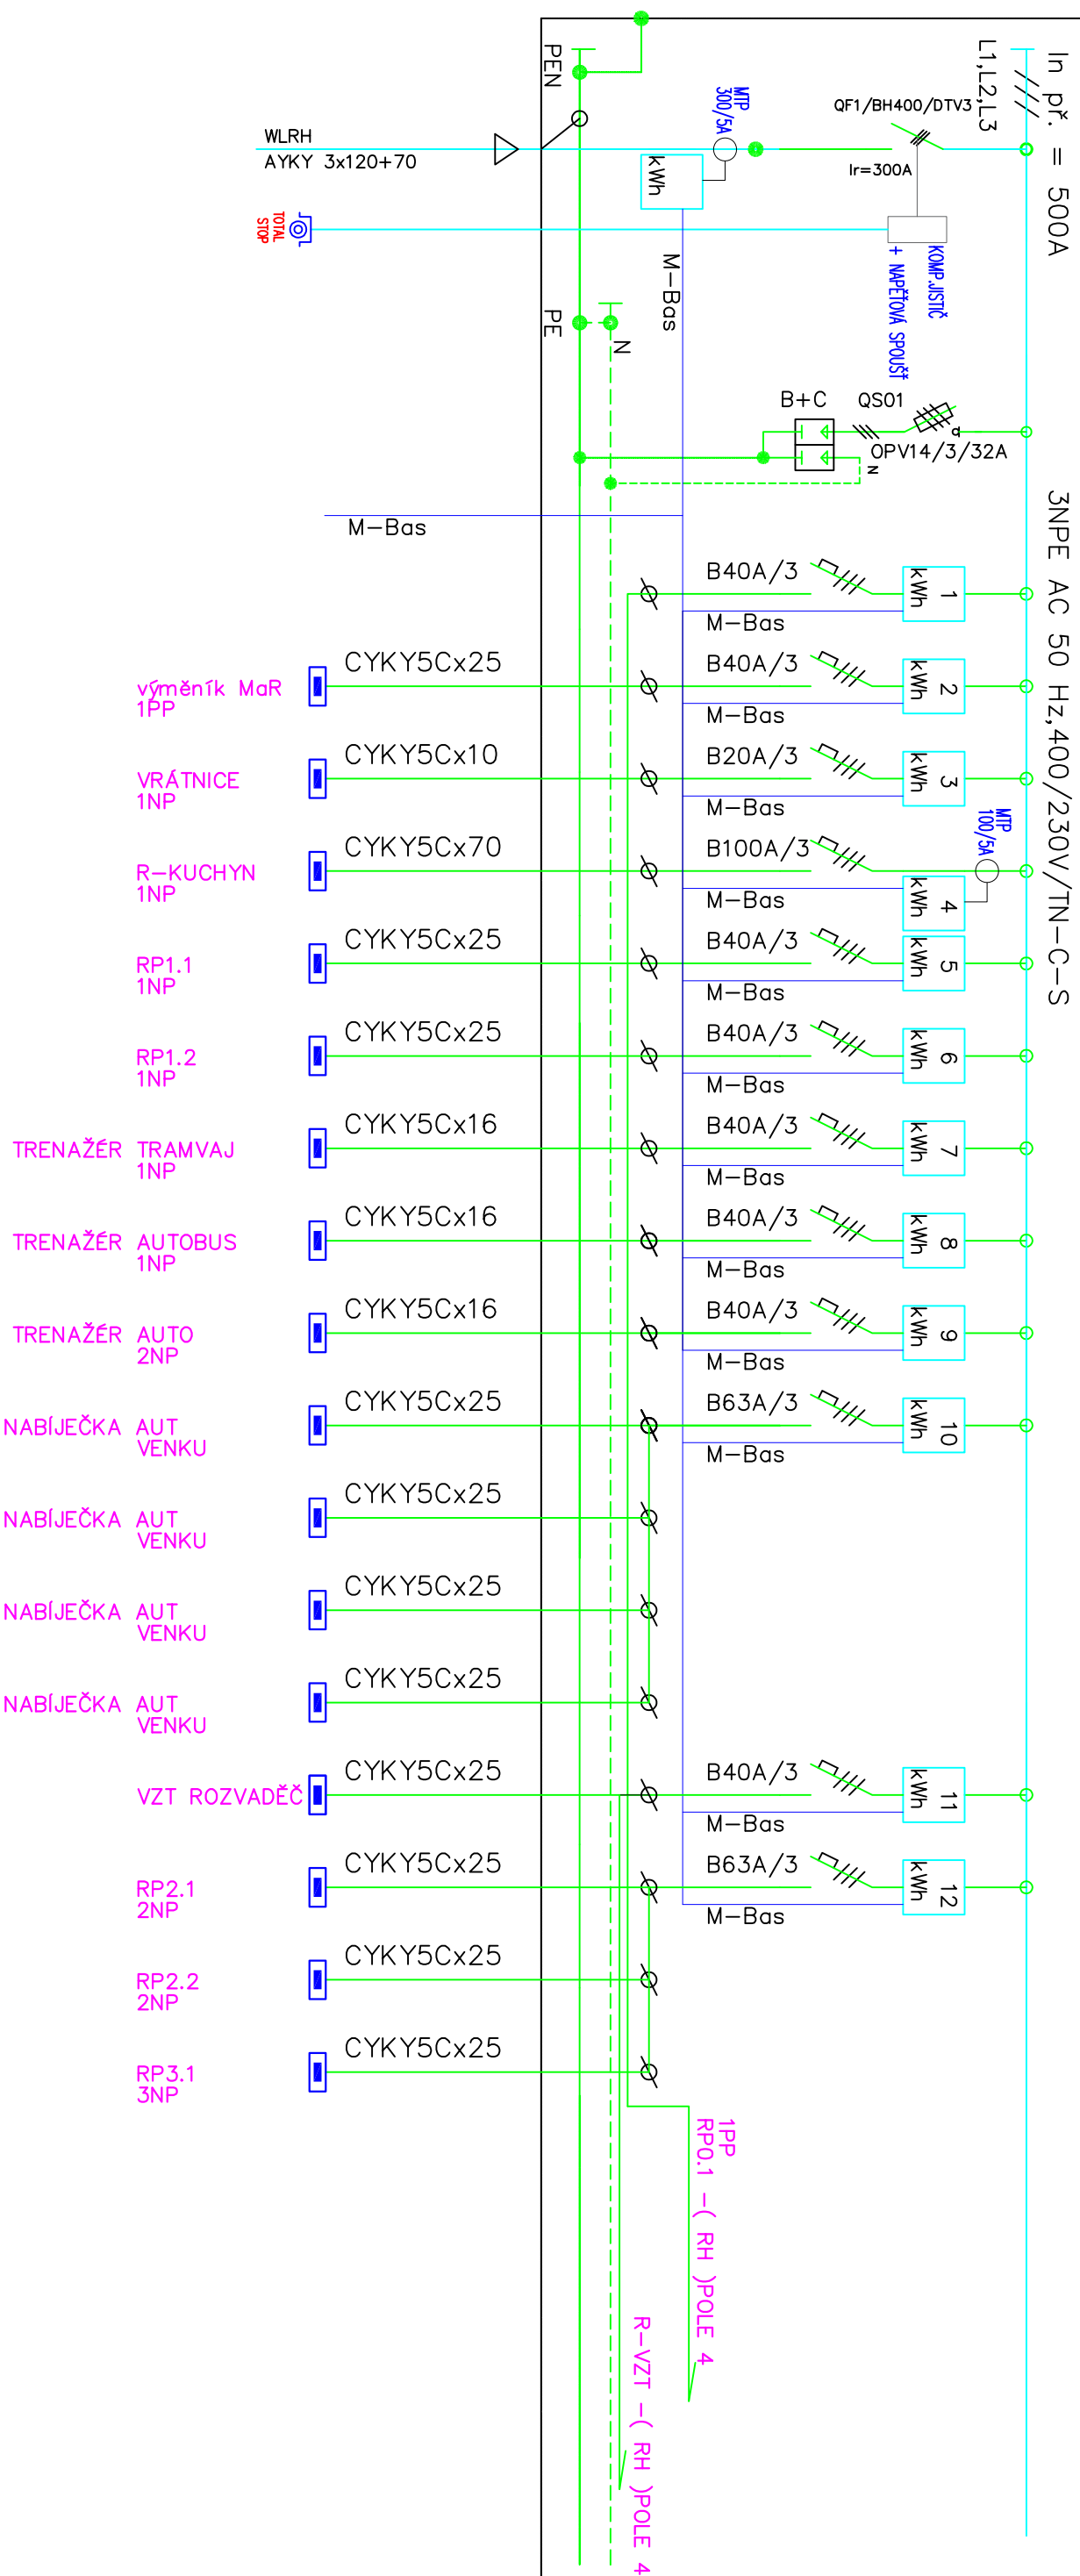 In př. = 500A
3NPE AC 50 Hz,400/230V/TN-C-S
L1,L2,L3
QF1/BH400/DTV3
Ir=300A
KOMP.JISTIČ
+ NAPĚŤOVÁ SPOUŠŤ
MTP
300/5A
kWh
M-Bas
PEN
WLRH
AYKY 3x120+70
TOTAL
STOP
PE
N
B+C
QS01
OPV14/3/32A
N
M-Bas
B40A/3
1
kWh
M-Bas
výměník MaR
1PP
CYKY5Cx25
B40A/3
2
kWh
M-Bas
VRÁTNICE
1NP
CYKY5Cx10
B20A/3
3
kWh
M-Bas
MTP
100/5A
R-KUCHYN
1NP
CYKY5Cx70
B100A/3
4
kWh
M-Bas
RP1.1
1NP
CYKY5Cx25
B40A/3
5
kWh
M-Bas
RP1.2
1NP
CYKY5Cx25
B40A/3
6
kWh
M-Bas
TRENAŽÉR TRAMVAJ
1NP
CYKY5Cx16
B40A/3
7
kWh
M-Bas
TRENAŽÉR AUTOBUS
1NP
CYKY5Cx16
B40A/3
8
kWh
M-Bas
TRENAŽÉR AUTO
2NP
CYKY5Cx16
B40A/3
9
kWh
M-Bas
NABÍJEČKA AUT
VENKU
CYKY5Cx25
B63A/3
10
kWh
M-Bas
NABÍJEČKA AUT
VENKU
CYKY5Cx25
NABÍJEČKA AUT
VENKU
CYKY5Cx25
NABÍJEČKA AUT
VENKU
CYKY5Cx25
VZT ROZVADĚČ
CYKY5Cx25
B40A/3
11
kWh
M-Bas
RP2.1
2NP
CYKY5Cx25
B63A/3
12
kWh
M-Bas
RP2.2
2NP
CYKY5Cx25
RP3.1
3NP
CYKY5Cx25
1PP
RP0.1 -( RH )POLE 4
R-VZT -( RH )POLE 4